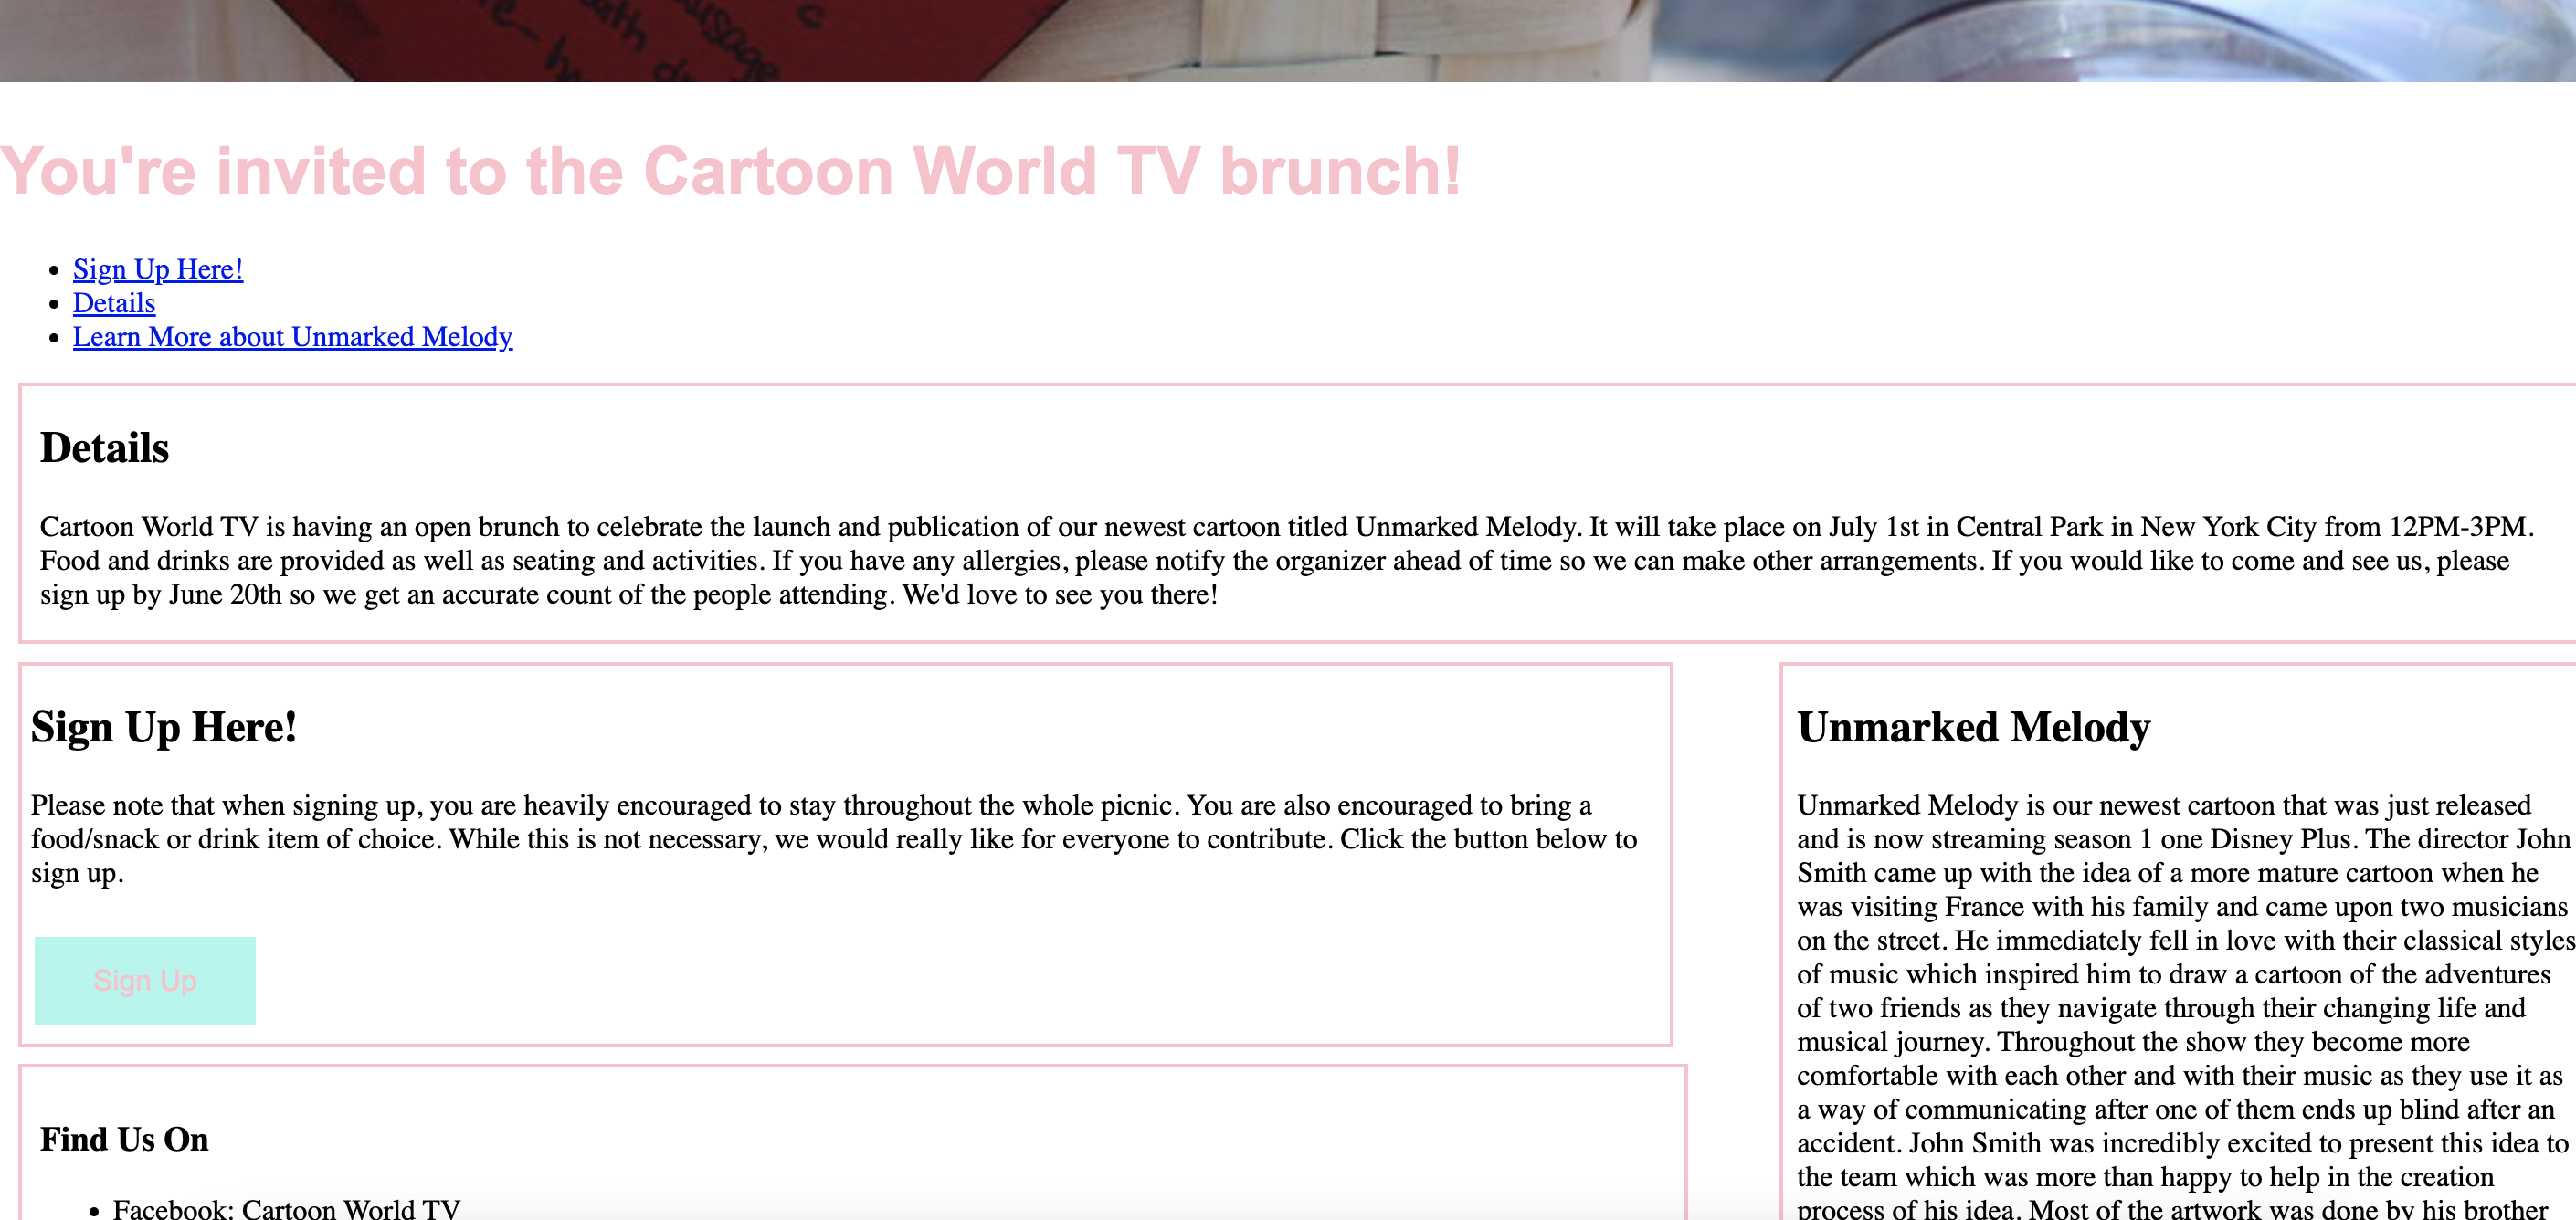 usage
You're invited to the Cartoon World TV brunch!
Sign Up Here!
Details
Learn More about Unmarked Melody
Details
Cartoon World TV is having an open brunch to celebrate the launch and publication of our newest cartoon titled Unmarked Melody. It will take place on July 1st in Central Park in New York City from 12PM-3PM.
Food and drinks are provided as well as seating and activities. If you have any allergies, please notify the organizer ahead of time so we can make other arrangements. If you would like to come and see us, please
sign up by June 20th so we get an accurate count of the people attending. We'd love to see you there!
Sign Up Here!
Please note that when signing up, you are heavily encouraged to stay throughout the whole picnic. You are also encouraged to bring a
food/snack or drink item of choice. While this is not necessary, we would really like for everyone to contribute. Click the button below to
sign up.
Sign Up
Find Us On
Facebook: Cartoon World TV
Unmarked Melody
Unmarked Melody is our newest cartoon that was just released
and is now streaming season 1 one Disney Plus. The director John
Smith came up with the idea of a more mature cartoon when he
was visiting France with his family and came upon two musicians
on the street. He immediately fell in love with their classical styles
of music which inspired him to draw a cartoon of the adventures
of two friends as they navigate through their changing life and
musical journey. Throughout the show they become more
comfortable with each other and with their music as they use it as
a way of communicating after one of them ends up blind after an
accident. John Smith was incredibly excited to present this idea to
the team which was more than happy to help in the creation
process of his idea. Most of the artwork was done by his brother